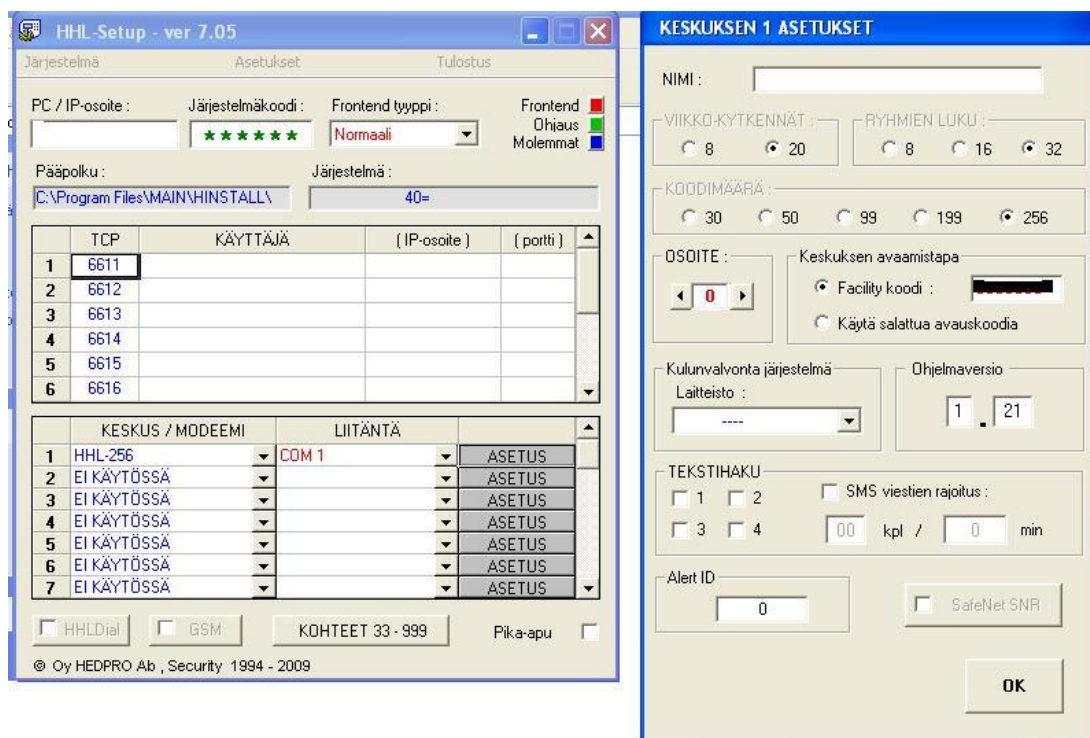 HHL-Setup - ver 7.05
Järjestelmä Asetukset Tulostus
PC / IP-osoite : Järjestelmäkoodi : Frontend tyyppi : Frontend
Ohjaus
****** Normaali Molemmat
Pääpolku : Järjestelmä :
C:\Program Files\MAIN\HINSTALL\ 40=
TCP KÄYTTÄJÄ ( IP-osoite ) ( portti )
1 6611
2 6612
3 6613
4 6614
5 6615
6 6616
KESKUS / MODEEMI LIITÄNTÄ
1 HHL-256 COM 1 ASETUS
2 EI KÄYTÖSSÄ ASETUS
3 EI KÄYTÖSSÄ ASETUS
4 EI KÄYTÖSSÄ ASETUS
5 EI KÄYTÖSSÄ ASETUS
6 EI KÄYTÖSSÄ ASETUS
7 EI KÄYTÖSSÄ ASETUS
HHLDial GSM KOHTEET 33 - 999 Pika-apu
© Oy HEDPRO Ab , Security 1994 - 2009
KESKUKSEN 1 ASETUKSET
NIMI :
VIIKKO-KYTKENNÄT : RYHMIEN LUKU :
8 20 8 16 32
KOODIMÄÄRÄ :
30 50 99 199 256
OSOITE : Keskuksen avaamistapa
0 Facility koodi :
Käytä salattua avauskoodia
Kulunvalvonta järjestelmä Ohjelmaversio
Laitteisto :
---- 1 . 21
TEKSTIHAKU
1 2 SMS viestien rajoitus :
3 4 00 kpl / 0 min
Alert ID
0 SafeNet SNR
OK